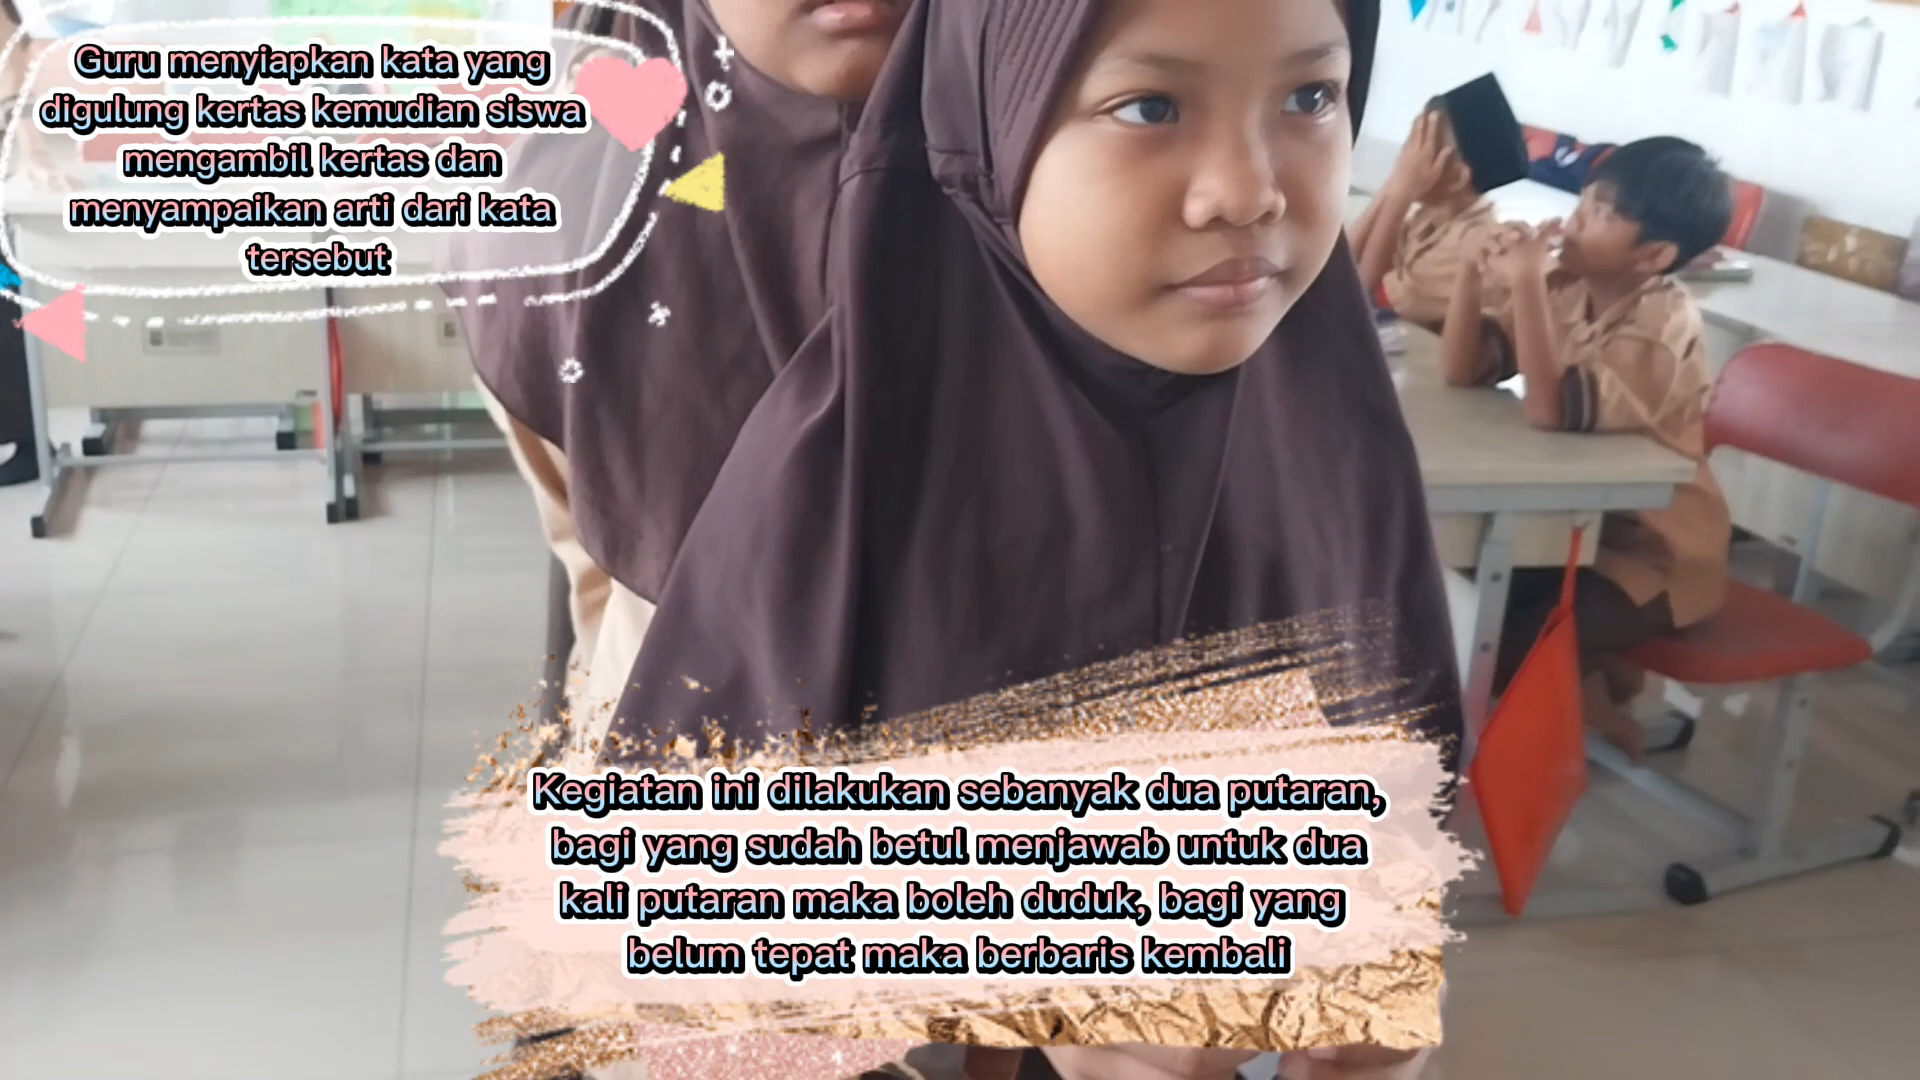 Guru menyiapkan kata yang
digulung kertas kemudian siswa
mengambil kertas dan
menyampaikan arti dari kata
tersebut
Kegiatan ini dilakukan sebanyak dua putaran,
bagi yang sudah betul menjawab untuk dua
kali putaran maka boleh duduk, bagi yang
belum tepat maka berbaris kembali